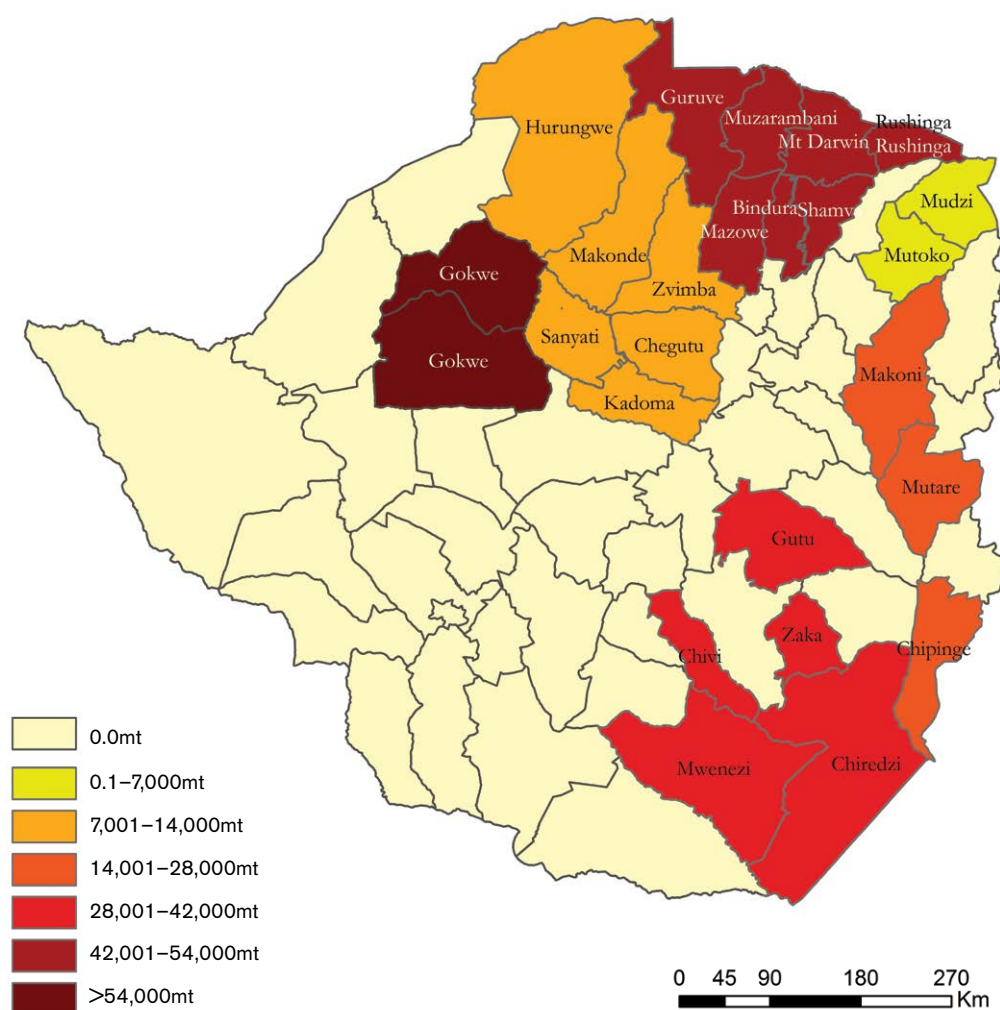 Guruve
Muzarambani
Hurungwe
Rushinga
Mt Darwin
Rushinga
Mudzi
Bindura
Shamva
Mazowe
Mutoko
Makonde
Gokwe
Zvimba
Sanyati
Chegutu
Gokwe
Makoni
Kadoma
Mutare
Gutu
Zaka
Chivi
Chipinge
Mwenezi
Chiredzi
0.0mt
0.1–7,000mt
7,001–14,000mt
14,001–28,000mt
28,001–42,000mt
42,001–54,000mt
>54,000mt
0 45 90 180 270
Km